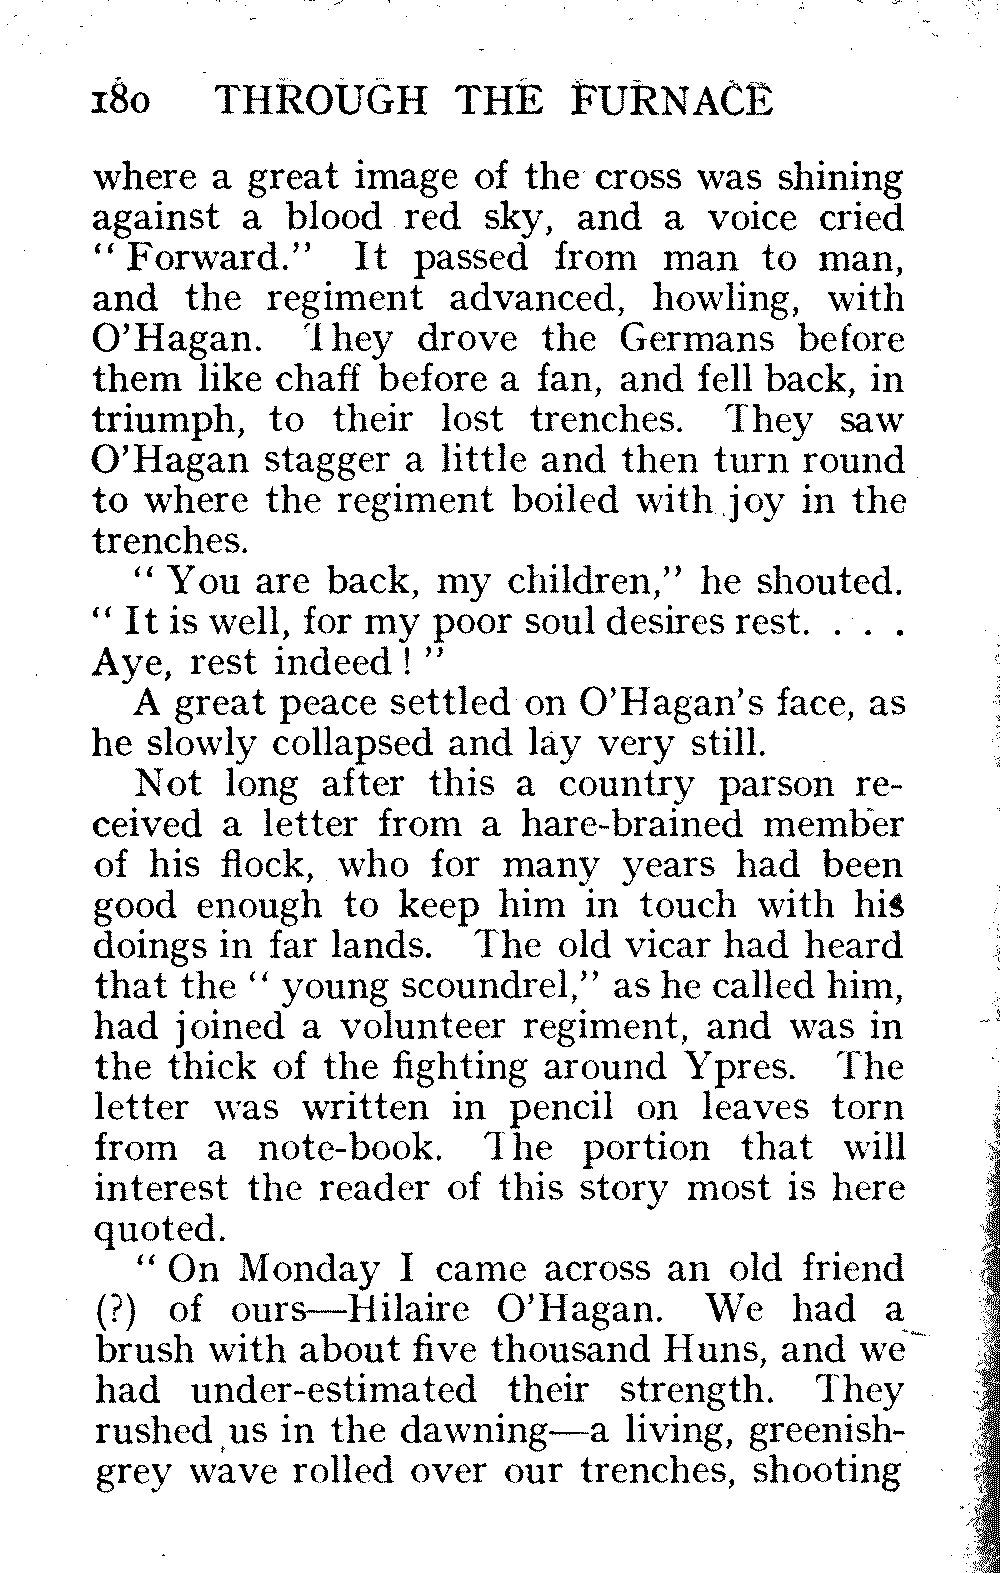 180 THROUGH THE FURNACE
where a great image of the cross was shining
against a blood red sky, and a voice cried
“ Forward.” It passed from man to man,
and the regiment advanced, howling, with
O’Hagan. They drove the Germans before
them like chaff before a fan, and fell back, in
triumph, to their lost trenches. They saw
O’Hagan stagger a little and then turn round
to where the regiment boiled with joy in the
trenches.
“ You are back, my children,” he shouted.
“ It is well, for my poor soul desires rest. . . .
Aye, rest indeed ! ”
A great peace settled on O’Hagan’s face, as
he slowly collapsed and lay very still.
Not long after this a country parson re-
ceived a letter from a hare-brained member
of his flock, who for many years had been
good enough to keep him in touch with his
doings in far lands. The old vicar had heard
that the “ young scoundrel,” as he called him,
had joined a volunteer regiment, and was in
the thick of the fighting around Ypres. The
letter was written in pencil on leaves torn
from a note-book. The portion that will
interest the reader of this story most is here
quoted.
“ On Monday I came across an old friend
(?) of ours—Hilaire O’Hagan. We had a
brush with about five thousand Huns, and we
had under-estimated their strength. They
rushed us in the dawning—a living, greenish-
grey wave rolled over our trenches, shooting